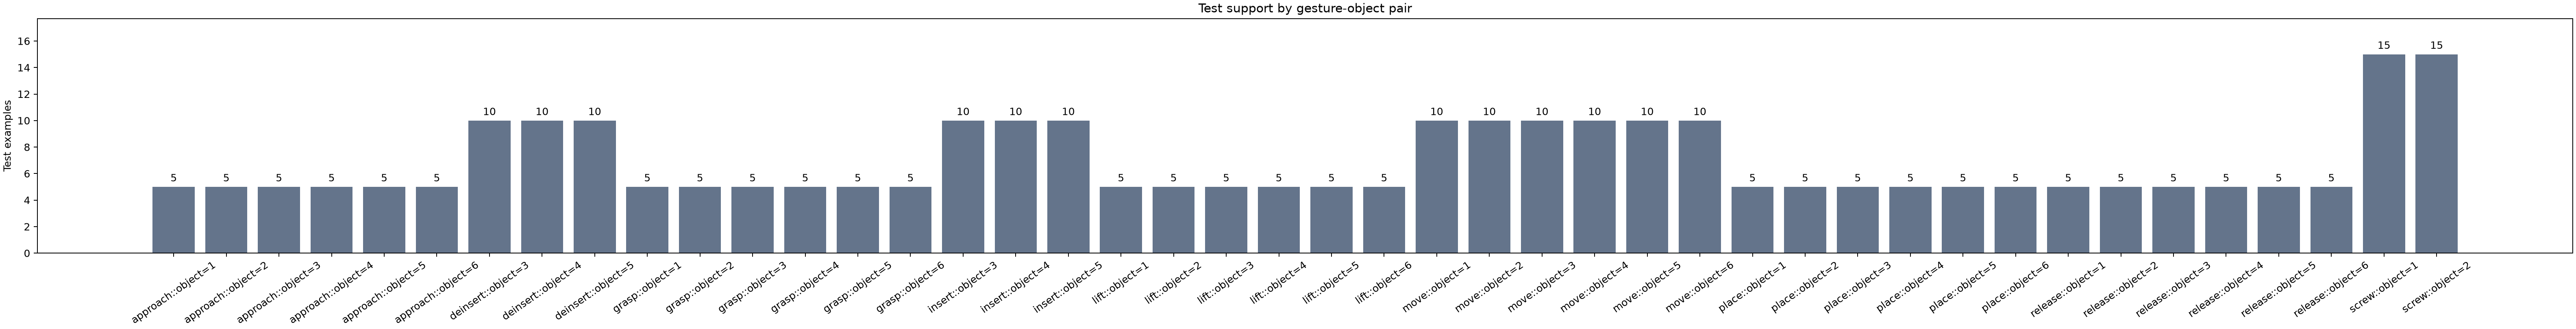 Test support by gesture-object pair
Test examples
16
14
12
10
8
6
4
2
0
5 5 5 5 5 5 10 10 10 5 5 5 5 5 5 10 10 10 5 5 5 5 5 5 10 10 10 10 10 10 5 5 5 5 5 5 5 5 5 5 5 5 15 15
approach::object=1
approach::object=2
approach::object=3
approach::object=4
approach::object=5
approach::object=6
deinsert::object=3
deinsert::object=4
deinsert::object=5
grasp::object=1
grasp::object=2
grasp::object=3
grasp::object=4
grasp::object=5
grasp::object=6
insert::object=3
insert::object=4
insert::object=5
lift::object=1
lift::object=2
lift::object=3
lift::object=4
lift::object=5
lift::object=6
move::object=1
move::object=2
move::object=3
move::object=4
move::object=5
move::object=6
place::object=1
place::object=2
place::object=3
place::object=4
place::object=5
place::object=6
release::object=1
release::object=2
release::object=3
release::object=4
release::object=5
release::object=6
screw::object=1
screw::object=2